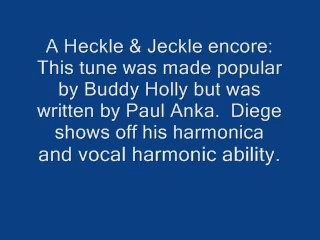 A Heckle & Jeckle encore:
This tune was made popular
by Buddy Holly but was
written by Paul Anka.  Diege
shows off his harmonica
and vocal harmonic ability.